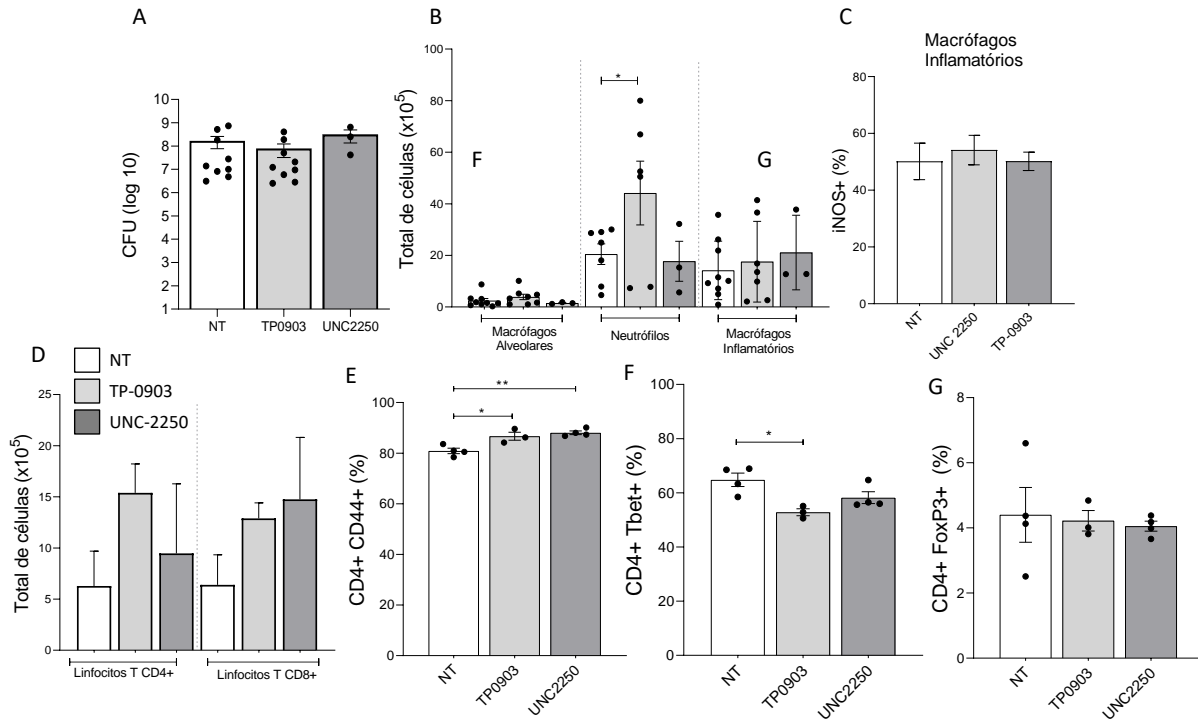 A
CFU (log 10)
10
9
8
7
6
5
4
3
2
1
NT
TP0903
UNC2250
B
Total de células (x10⁵)
100
80
60
40
20
0
F
*
G
Macrófagos
Alveolares
Neutrófilos
Macrófagos
Inflamatórios
C
Macrófagos
Inflamatórios
iNOS+ (%)
80
60
40
20
0
NT
UNC 2250
TP-0903
D
NT
TP-0903
UNC-2250
Total de células (x10⁵)
25
20
15
10
5
0
Linfocitos T CD4+
Linfocitos T CD8+
E
CD4+ CD44+ (%)
100
80
60
40
20
0
**
*
NT
TP0903
UNC2250
F
CD4+ Tbet+ (%)
100
80
60
40
20
0
*
NT
TP0903
UNC2250
G
CD4+ FoxP3+ (%)
8
6
4
2
0
NT
TP0903
UNC2250